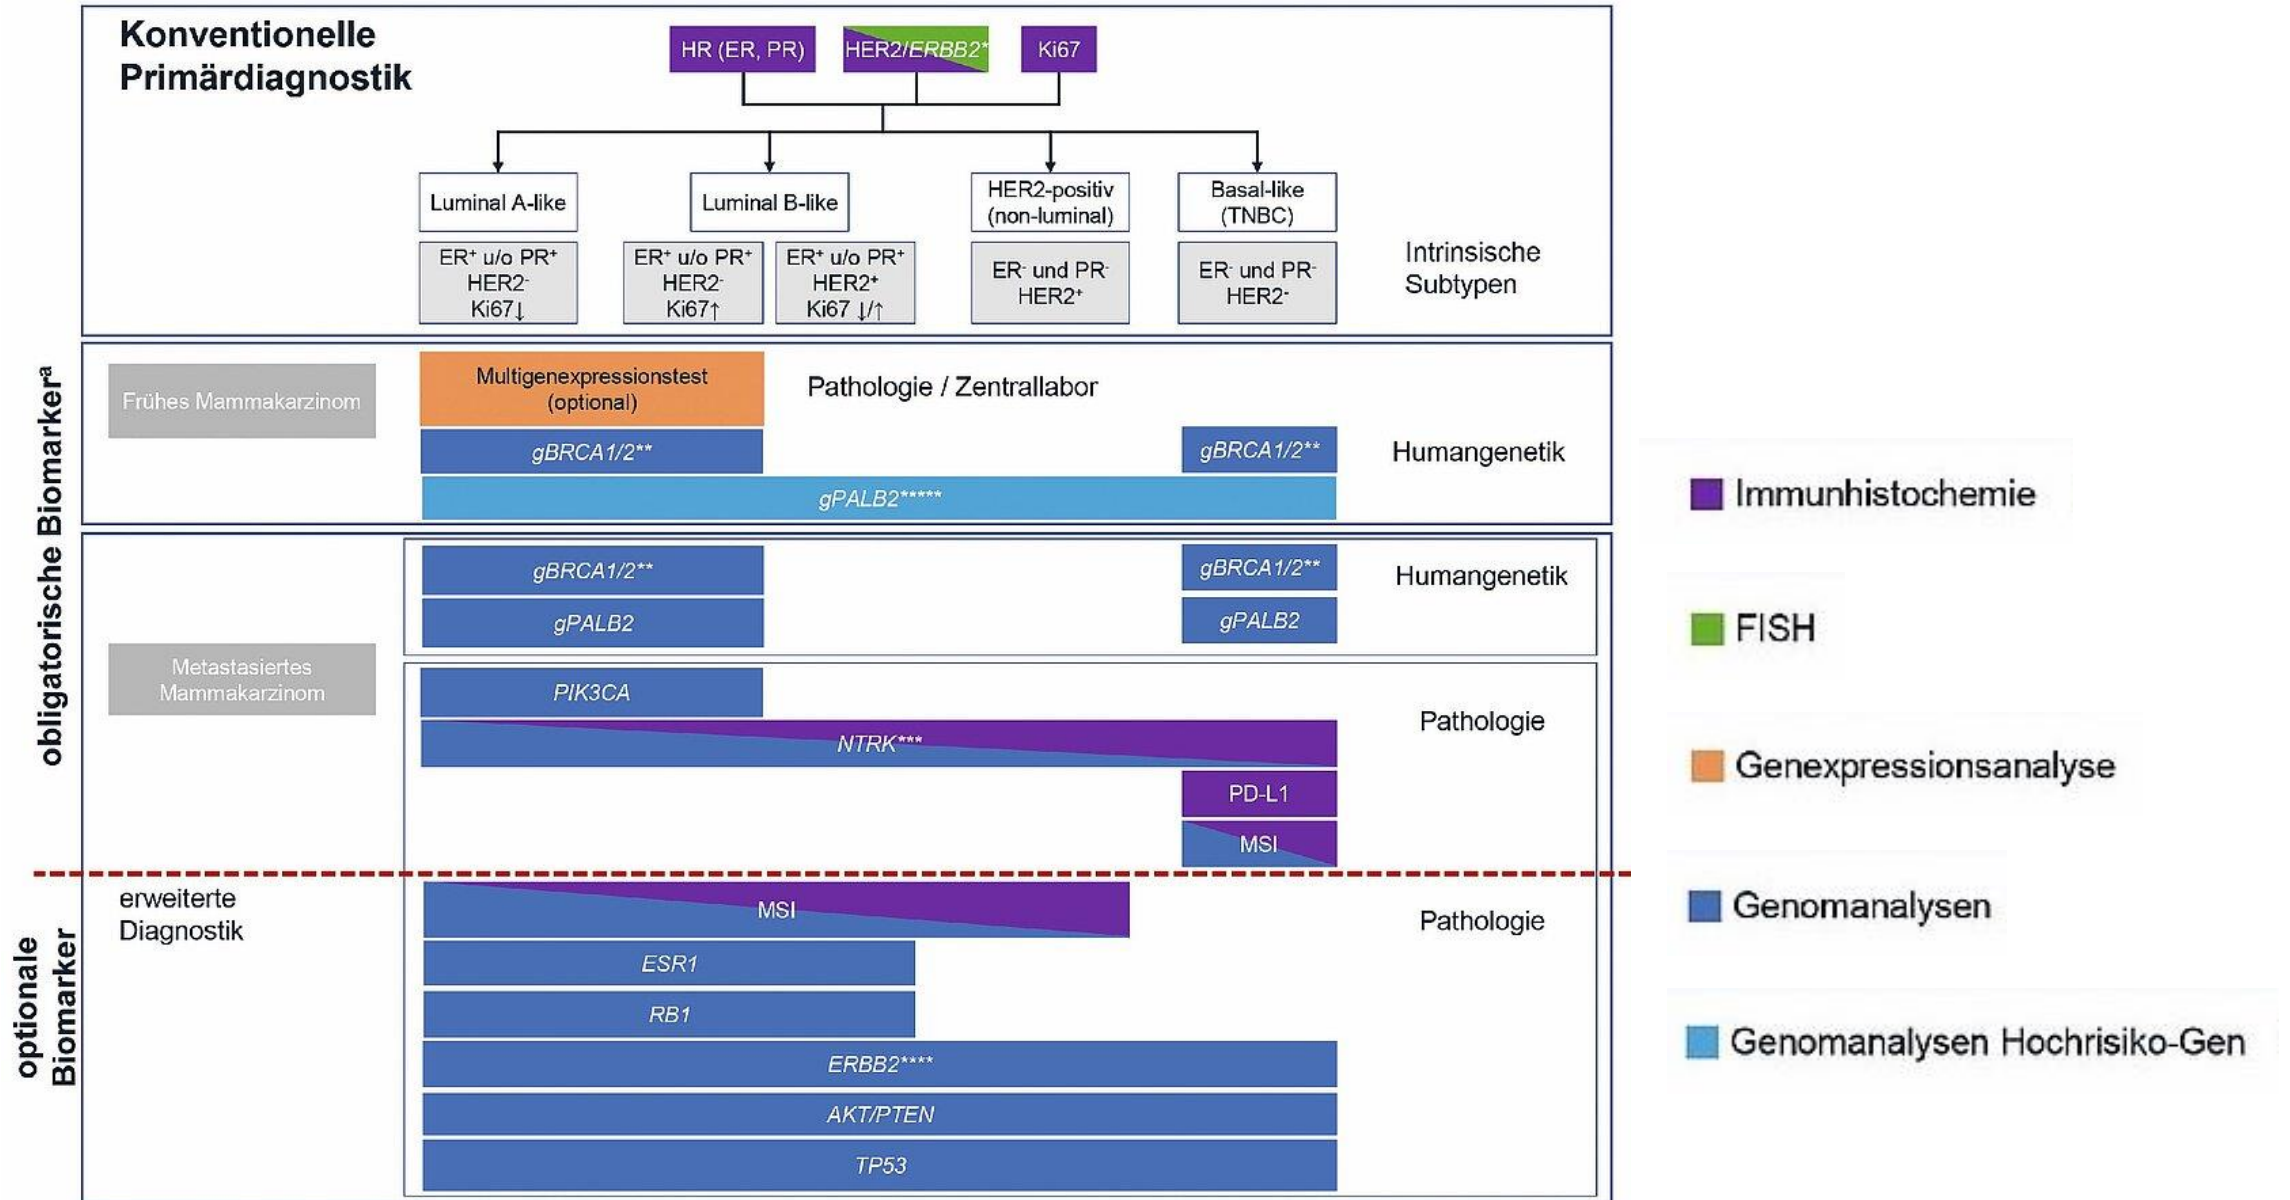 Konventionelle
Primärdiagnostik
HR (ER, PR)
HER2/ERBB2*
Ki67
Luminal A-like
Luminal B-like
HER2-positiv
(non-luminal)
Basal-like
(TNBC)
ER⁺ u/o PR⁺
HER2⁻
Ki67↓
ER⁺ u/o PR⁺
HER2⁻
Ki67↑
ER⁺ u/o PR⁺
HER2⁺
Ki67 ↓/↑
ER⁻ und PR⁻
HER2⁺
ER⁻ und PR⁻
HER2⁻
Intrinsische
Subtypen
obligatorische Biomarkerᵃ
Frühes Mammakarzinom
Multigenexpressionstest
(optional)
Pathologie / Zentrallabor
gBRCA1/2**
gBRCA1/2**
Humangenetik
gPALB2*****
Metastasiertes
Mammakarzinom
gBRCA1/2**
gBRCA1/2**
Humangenetik
gPALB2
gPALB2
PIK3CA
Pathologie
NTRK***
PD-L1
MSI
optionale
Biomarker
erweiterte
Diagnostik
MSI
Pathologie
ESR1
RB1
ERBB2****
AKT/PTEN
TP53
Immunhistochemie
FISH
Genexpressionsanalyse
Genomanalysen
Genomanalysen Hochrisiko-Gen